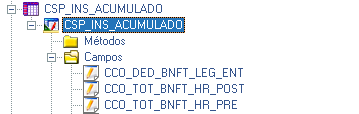 CSP_INS_ACUMULADO
CSP_INS_ACUMULADO
Métodos
Campos
CCO_DED_BNFT_LEG_ENT
CCO_TOT_BNFT_HR_POST
CCO_TOT_BNFT_HR_PRE